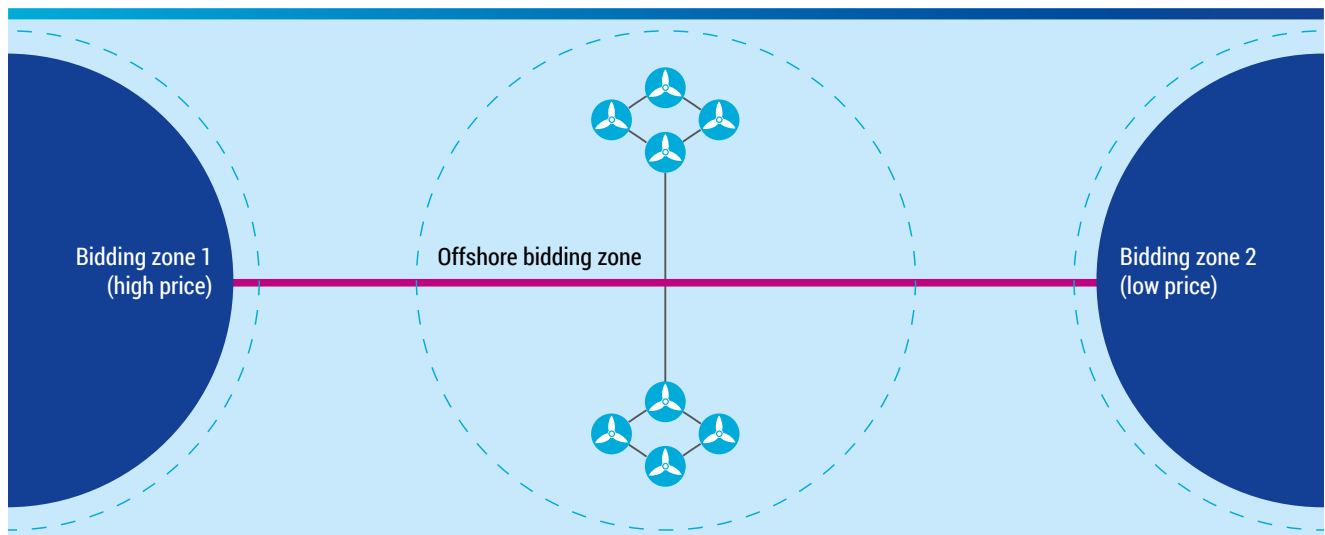 Bidding zone 1
(high price)
Offshore bidding zone
Bidding zone 2
(low price)